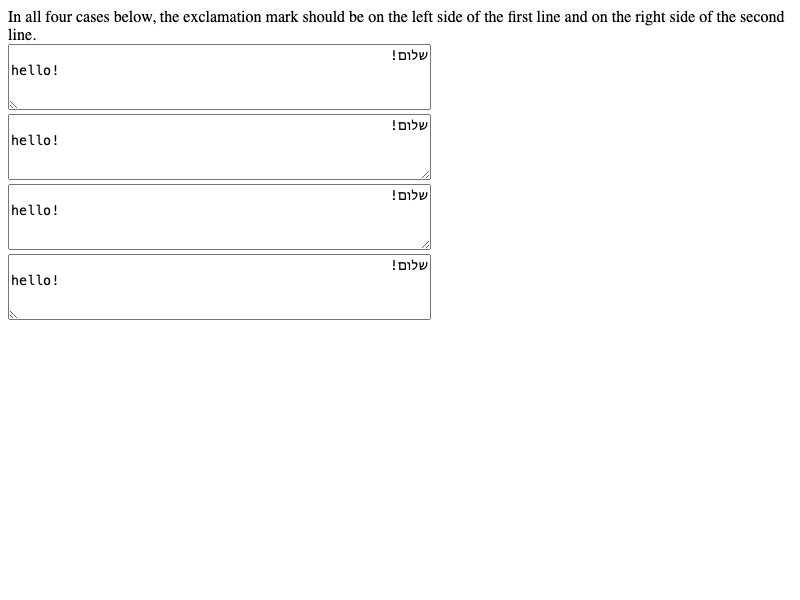 In all four cases below, the exclamation mark should be on the left side of the first line and on the right side of the second
line.
שלום!
hello!
שלום!
hello!
שלום!
hello!
שלום!
hello!